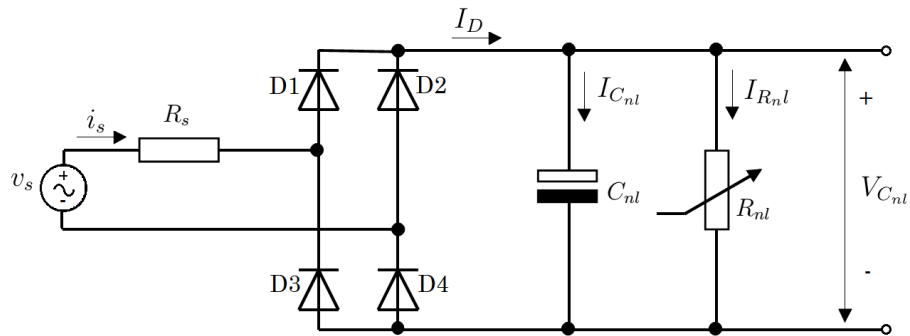 I_D
D1
D2
R_s
i_s
I_{C_{nl}}
I_{R_{nl}}
+
v_s
+
-
C_{nl}
R_{nl}
V_{C_{nl}}
D3
D4
-